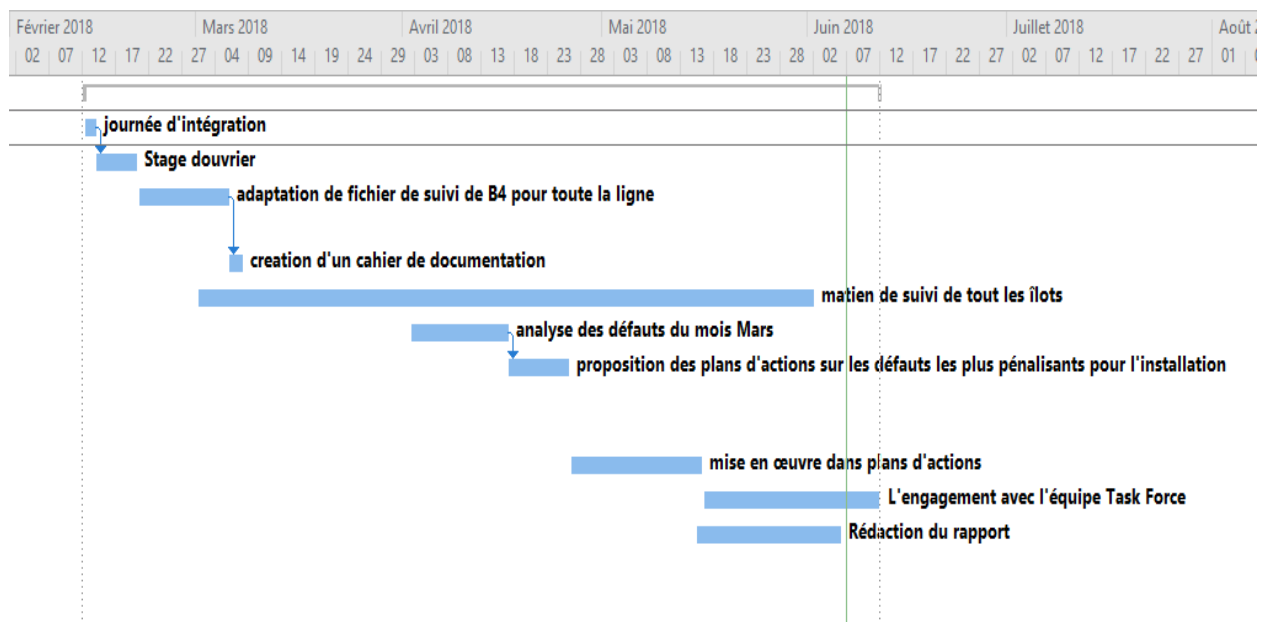 Février 2018 Mars 2018 Avril 2018 Mai 2018 Juin 2018 Juillet 2018 Août
02 07 12 17 22 27 04 09 14 19 24 29 03 08 13 18 23 28 03 08 13 18 23 28 02 07 12 17 22 27 02 07 12 17 22 27 01
journée d'intégration
Stage douvrier
adaptation de fichier de suivi de B4 pour toute la ligne
creation d'un cahier de documentation
matien de suivi de tout les îlots
analyse des défauts du mois Mars
proposition des plans d'actions sur les défauts les plus pénalisants pour l'installation
mise en œuvre dans plans d'actions
L'engagement avec l'équipe Task Force
Rédaction du rapport